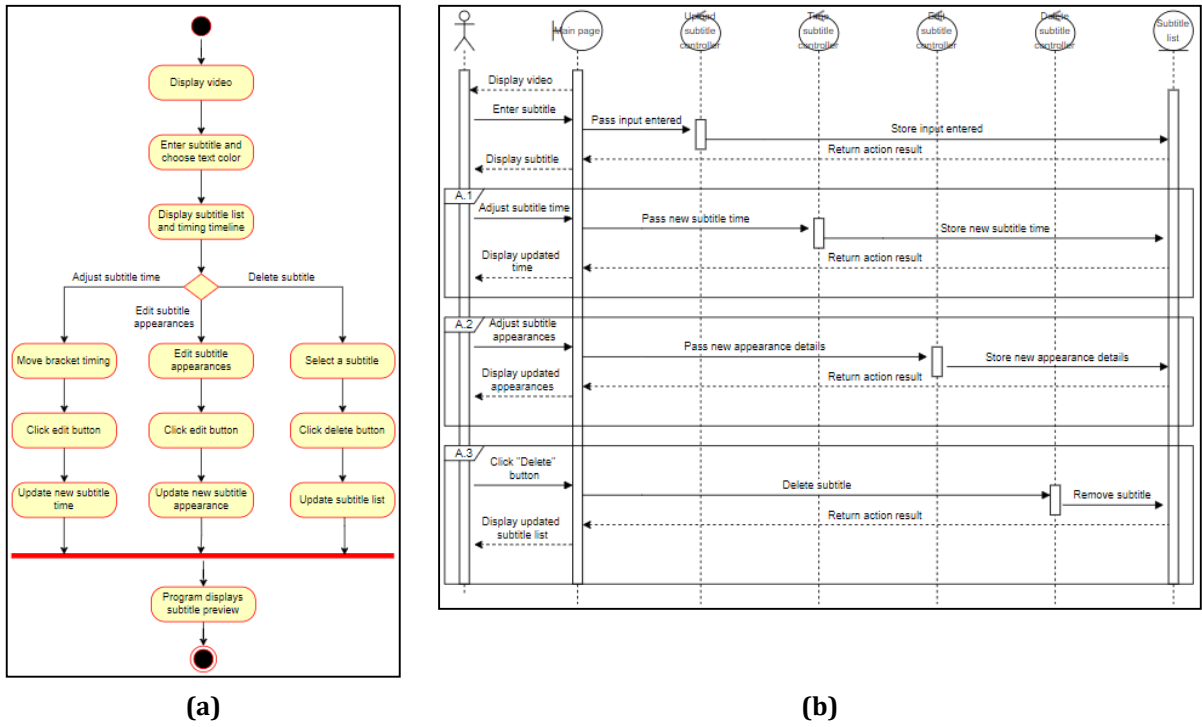 Display video
Enter subtitle and
choose text color
Display subtitle list
and timing timeline
Adjust subtitle time
Delete subtitle
Edit subtitle
appearances
Move bracket timing
Edit subtitle
appearances
Select a subtitle
Click edit button
Click edit button
Click delete button
Update new subtitle
time
Update new subtitle
appearance
Update subtitle list
Program displays
subtitle preview
(a)
Main page
Upload
subtitle
controller
Time
subtitle
controller
Edit
subtitle
controller
Delete
subtitle
controller
Subtitle
list
Display video
Enter subtitle
Pass input entered
Store input entered
Return action result
Display subtitle
A.1
Adjust subtitle time
Pass new subtitle time
Store new subtitle time
Return action result
Display updated
time
A.2
Adjust subtitle
appearances
Pass new appearance details
Store new appearance details
Return action result
Display updated
appearances
A.3
Click "Delete"
button
Delete subtitle
Remove subtitle
Return action result
Display updated
subtitle list
(b)